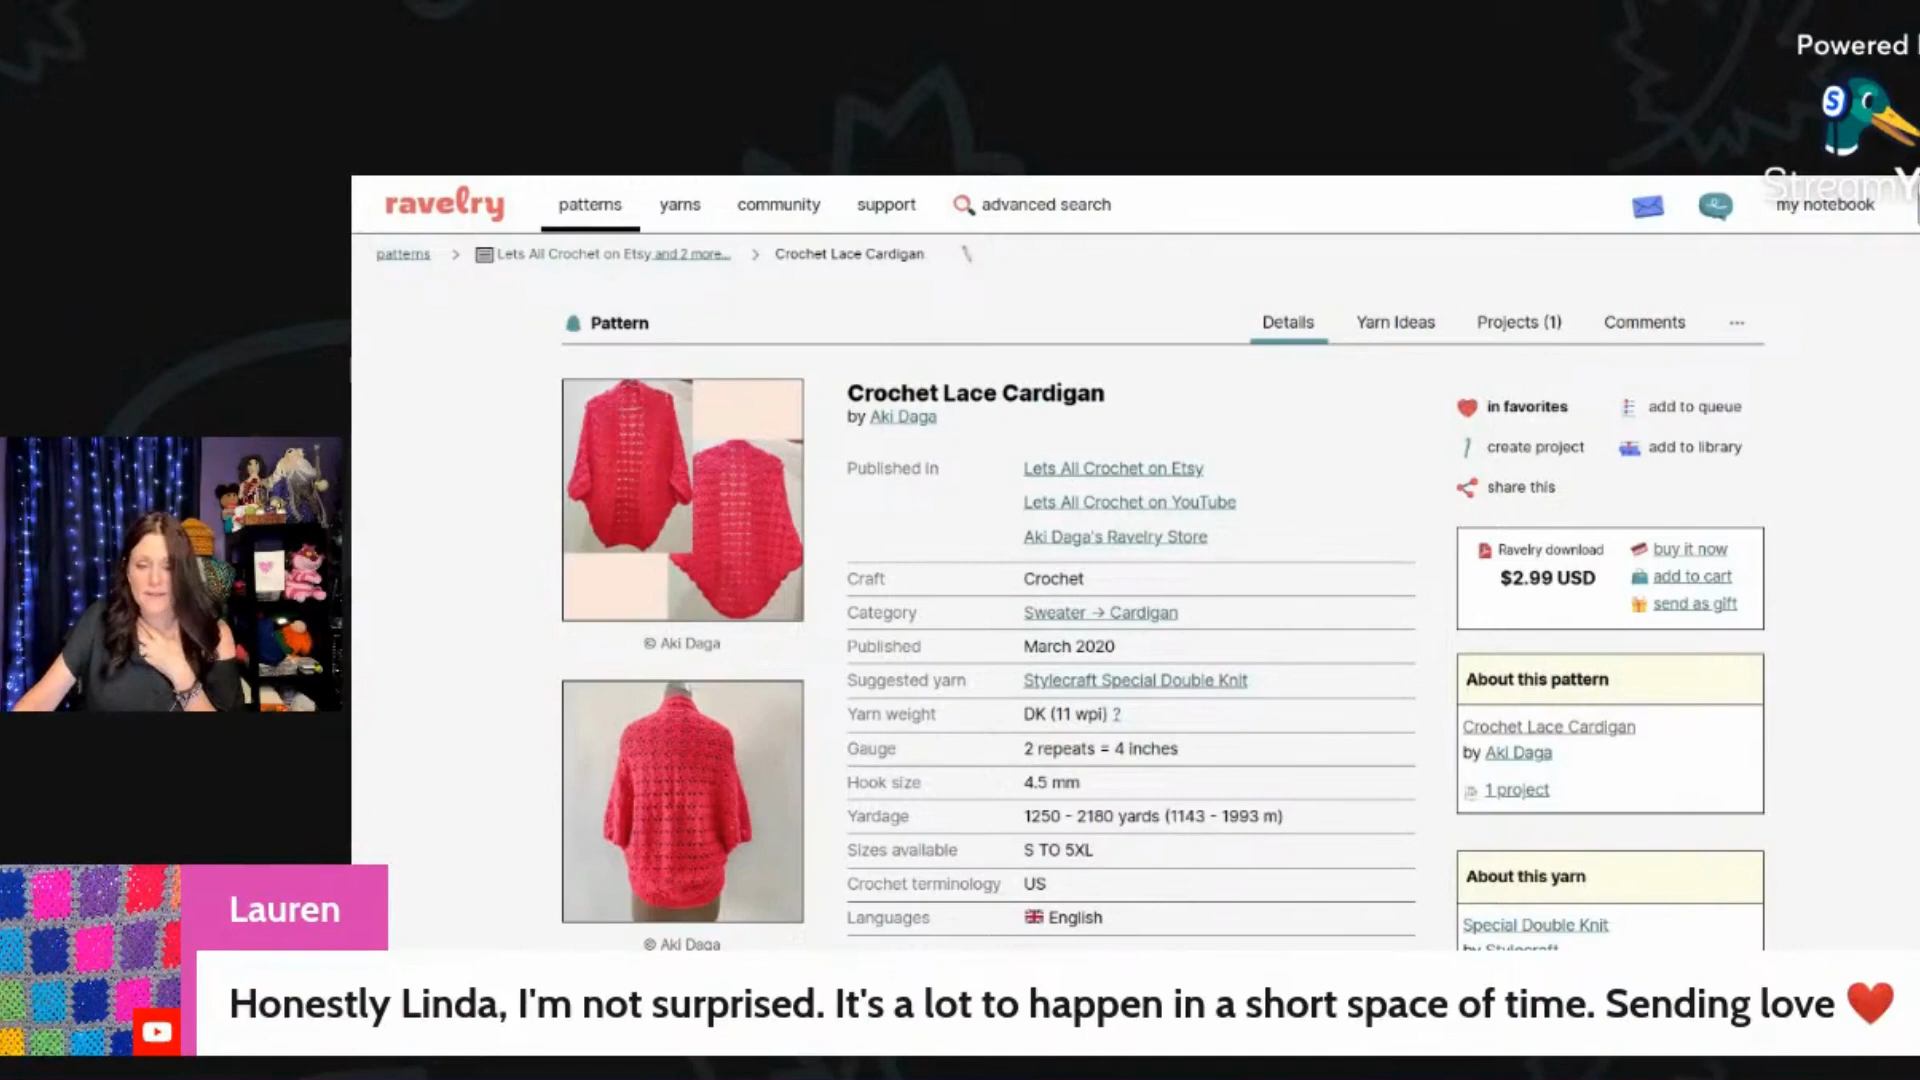 Powered
S
StreamY
ravelry
patterns yarns community support advanced search my notebook
patterns > Lets All Crochet on Etsy and 2 more... > Crochet Lace Cardigan
Pattern
Details Yarn Ideas Projects (1) Comments ...
Crochet Lace Cardigan
by Aki Daga
Published in Lets All Crochet on Etsy
Lets All Crochet on YouTube
Aki Daga's Ravelry Store
Craft Crochet
Category Sweater → Cardigan
Published March 2020
Suggested yarn Stylecraft Special Double Knit
Yarn weight DK (11 wpi) ?
Gauge 2 repeats = 4 inches
Hook size 4.5 mm
Yardage 1250 - 2180 yards (1143 - 1993 m)
Sizes available S TO 5XL
Crochet terminology US
Languages English
© Aki Daga
© Aki Daga
in favorites add to queue
create project add to library
share this
Ravelry download buy it now
$2.99 USD add to cart
send as gift
About this pattern
Crochet Lace Cardigan
by Aki Daga
1 project
About this yarn
Special Double Knit
by Stylecraft
Lauren
Honestly Linda, I'm not surprised. It's a lot to happen in a short space of time. Sending love ❤️